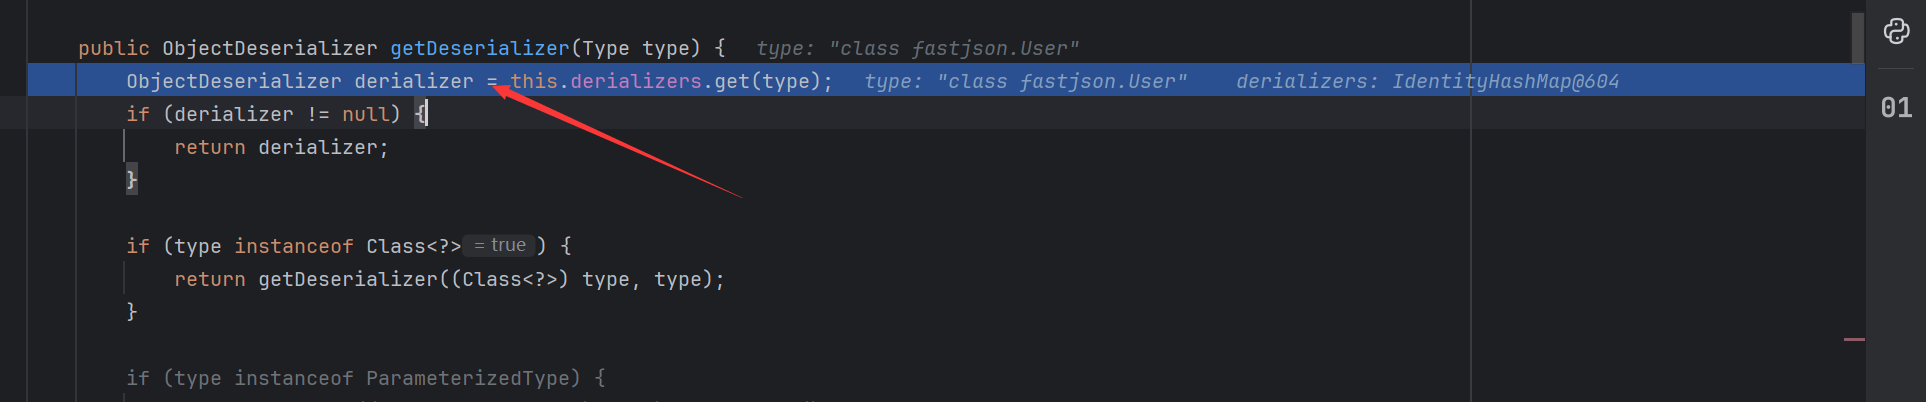 public ObjectDeserializer getDeserializer(Type type) {   type: "class fastjson.User"
    ObjectDeserializer derializer = this.derializers.get(type);   type: "class fastjson.User"    derializers: IdentityHashMap@604
    if (derializer != null) {
        return derializer;
    }
    if (type instanceof Class<?> = true ) {
        return getDeserializer((Class<?>) type, type);
    }
    if (type instanceof ParameterizedType) {
01